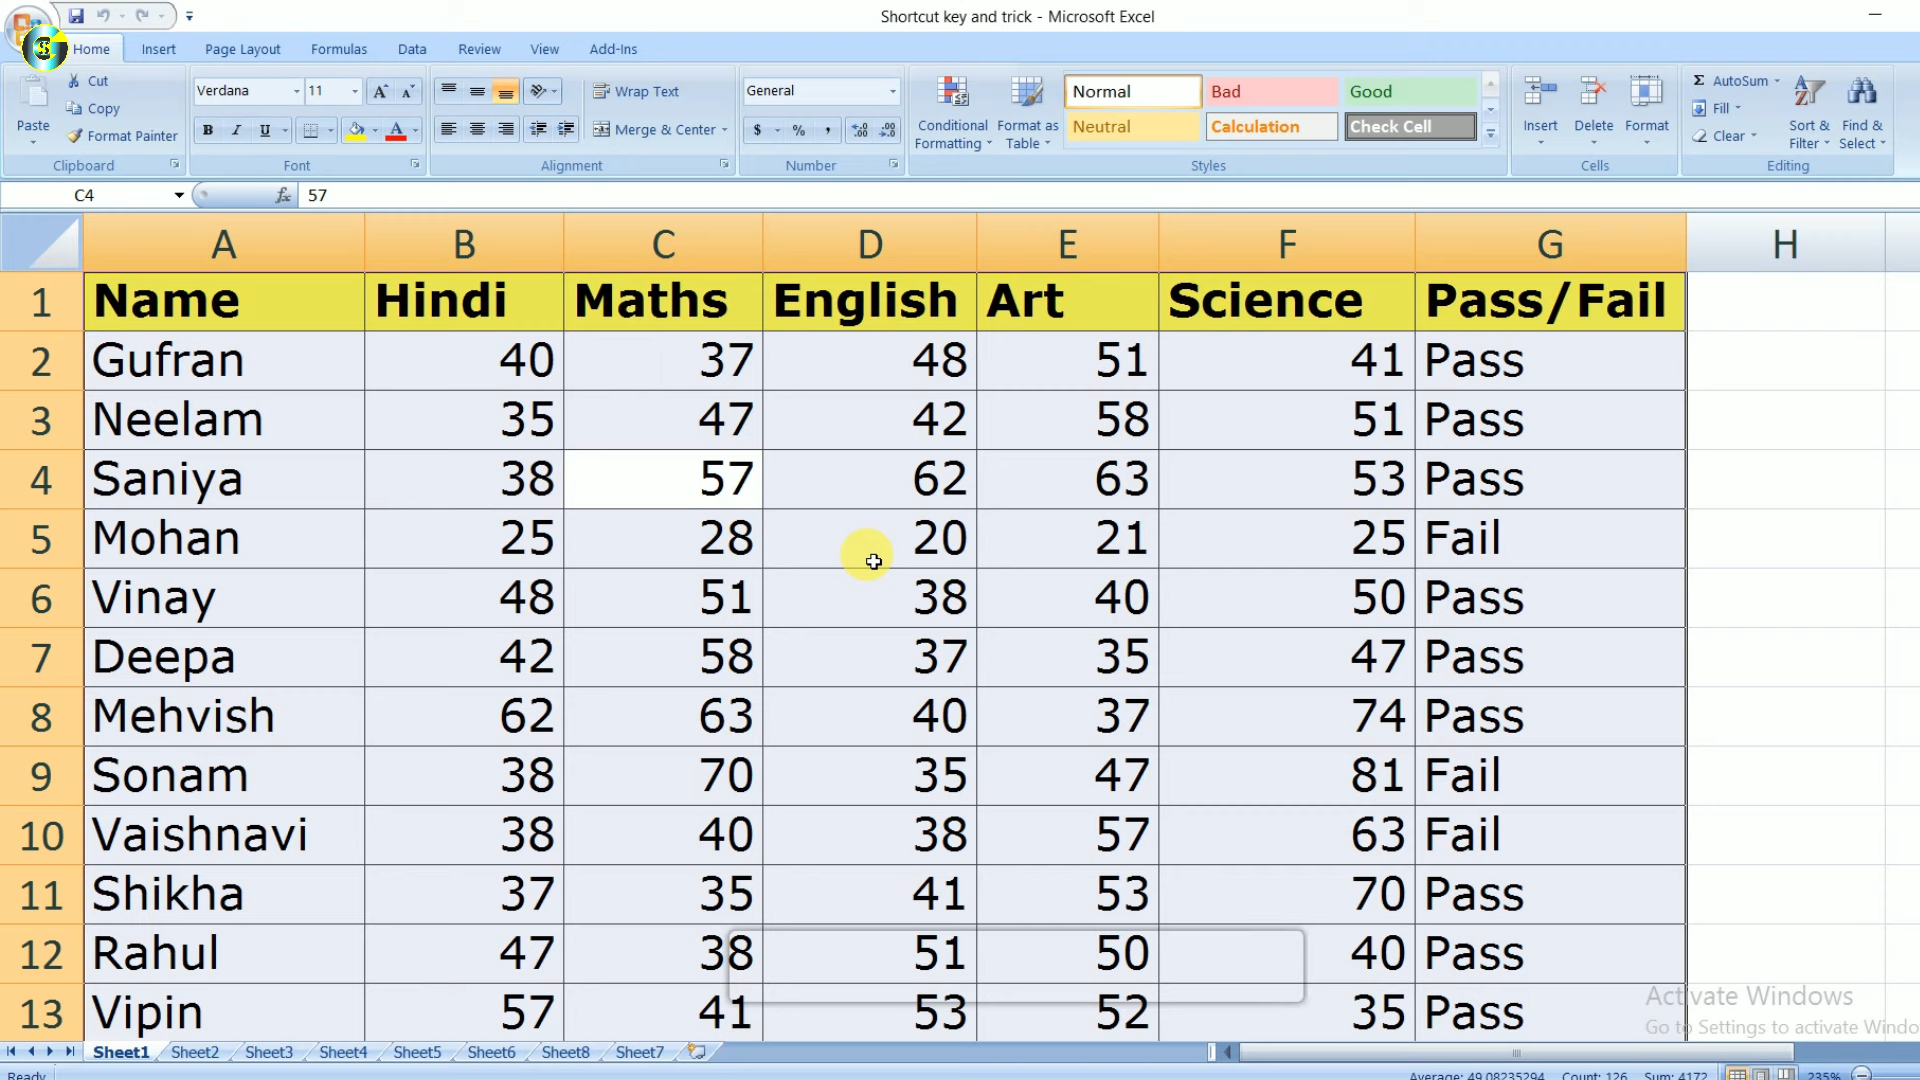 Shortcut key and trick - Microsoft Excel
S Home Insert Page Layout Formulas Data Review View Add-Ins
Paste
Cut
Copy
Format Painter
Clipboard
Verdana 11
B I U
Font
Wrap Text
Merge & Center
Alignment
General
$ % ,
Number
Conditional Formatting
Format as Table
Normal Bad Good
Neutral Calculation Check Cell
Styles
Insert Delete Format
Cells
Σ AutoSum
Fill
Clear
Sort & Filter
Find & Select
Editing
C4 fx 57
A B C D E F G H
1 Name Hindi Maths English Art Science Pass/Fail
2 Gufran 40 37 48 51 41 Pass
3 Neelam 35 47 42 58 51 Pass
4 Saniya 38 57 62 63 53 Pass
5 Mohan 25 28 20 21 25 Fail
6 Vinay 48 51 38 40 50 Pass
7 Deepa 42 58 37 35 47 Pass
8 Mehvish 62 63 40 37 74 Pass
9 Sonam 38 70 35 47 81 Fail
10 Vaishnavi 38 40 38 57 63 Fail
11 Shikha 37 35 41 53 70 Pass
12 Rahul 47 38 51 50 40 Pass
13 Vipin 57 41 53 52 35 Pass
Activate Windows
Go to Settings to activate Windo
Sheet1 Sheet2 Sheet3 Sheet4 Sheet5 Sheet6 Sheet8 Sheet7
Ready Average: 49.08235294 Count: 126 Sum: 4172 235%